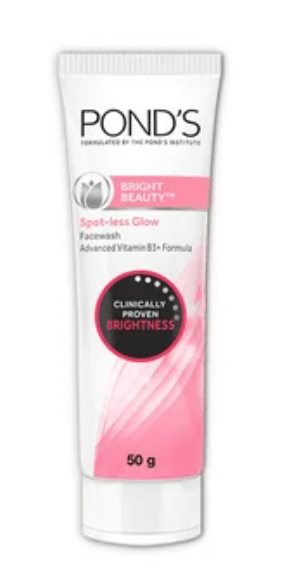 POND'S
FORMULATED BY THE POND'S INSTITUTE
BRIGHT
BEAUTY™
Spot-less Glow
Facewash
Advanced Vitamin B3+ Formula
CLINICALLY
PROVEN
BRIGHTNESS
50 g